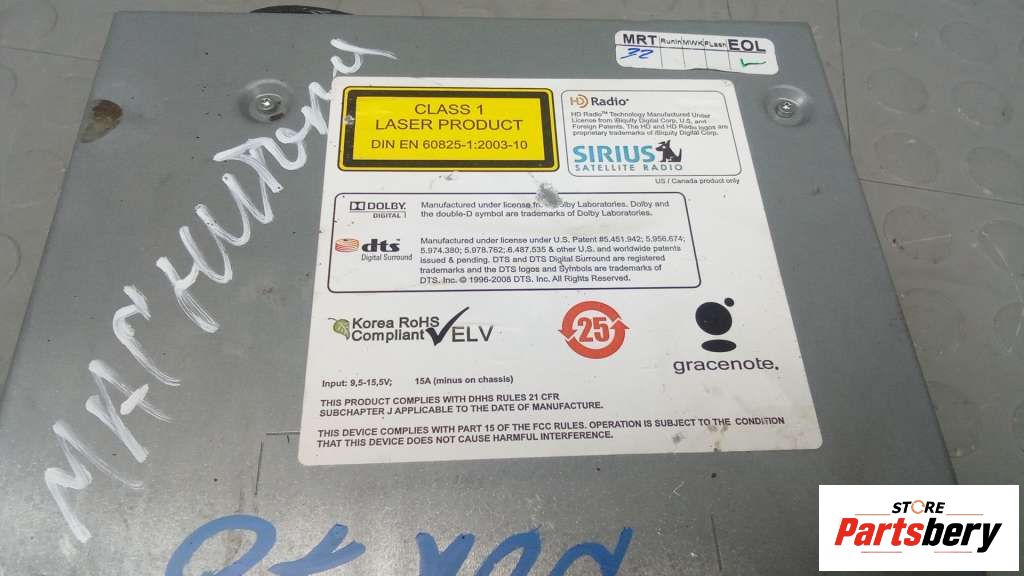 MRT RunIn MWK FLash EOL
32
МАГНИТОЛА
CLASS 1
LASER PRODUCT
DIN EN 60825-1:2003-10
HD Radio®
HD Radio™ Technology Manufactured Under
License from iBiquity Digital Corp, U.S, and
Foreign Patents. The HD and HD Radio logos are
proprietary trademarks of iBiquity Digital Corp.
SIRIUS
SATELLITE RADIO
US / Canada product only
DOLBY
DIGITAL
Manufactured under license from Dolby Laboratories. Dolby and
the double-D symbol are trademarks of Dolby Laboratories.
dts
Digital Surround
Manufactured under license under U.S. Patent #5.451.942; 5,956,674;
5.974.380; 5.978.762; 6.487.535 & other U.S. and worldwide patents
issued & pending. DTS and DTS Digital Surround are registered
trademarks and the DTS logos and Symbols are trademarks of
DTS. Inc. © 1996-2008 DTS. Inc. All Rights Reserved.
Korea RoHS
Compliant
ELV
25
gracenote.
Input: 9,5-15,5V; 15A (minus on chassis)
THIS PRODUCT COMPLIES WITH DHHS RULES 21 CFR
SUBCHAPTER J APPLICABLE TO THE DATE OF MANUFACTURE.
THIS DEVICE COMPLIES WITH PART 15 OF THE FCC RULES. OPERATION IS SUBJECT TO THE CONDITION
THAT THIS DEVICE DOES NOT CAUSE HARMFUL INTERFERENCE.
STORE
Partsbery